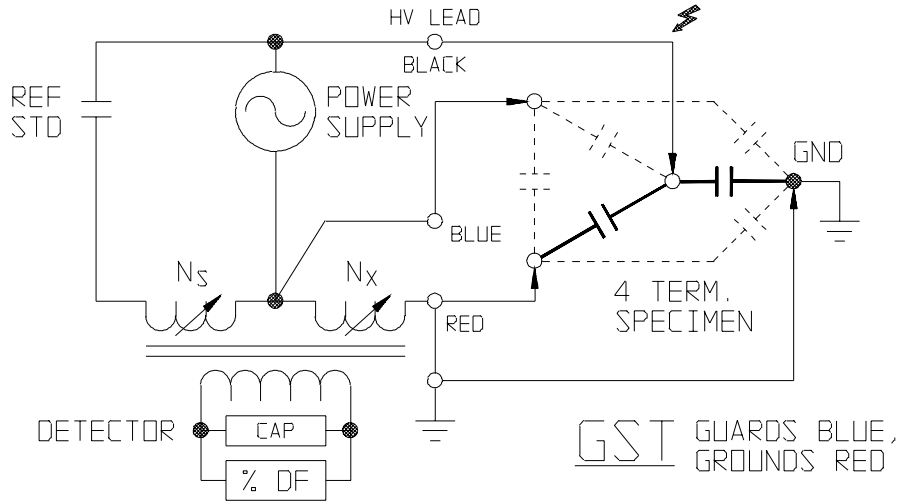 HV LEAD
BLACK
REF
STD
POWER
SUPPLY
GND
BLUE
NS
NX
RED
4 TERM.
SPECIMEN
DETECTOR
CAP
% DF
GST
GUARDS BLUE,
GROUNDS RED